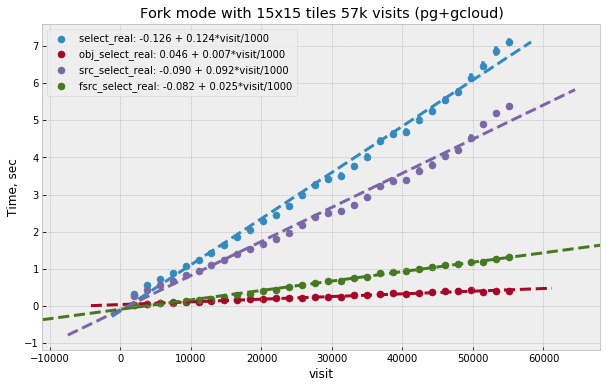 Fork mode with 15x15 tiles 57k visits (pg+gcloud)
select_real: -0.126 + 0.124*visit/1000
obj_select_real: 0.046 + 0.007*visit/1000
src_select_real: -0.090 + 0.092*visit/1000
fsrc_select_real: -0.082 + 0.025*visit/1000
Time, sec
7
6
5
4
3
2
1
0
−1
−10000 0 10000 20000 30000 40000 50000 60000
visit